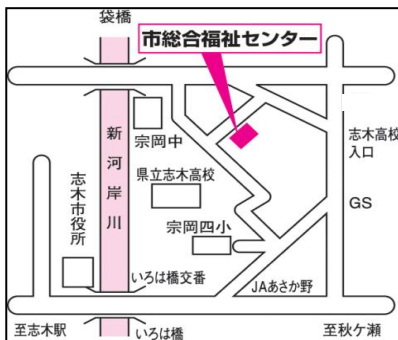 袋橋
市総合福祉センター
宗岡中
新河岸川
志木高校
入口
県立志木高校
志木市役所
GS
宗岡四小
いろは橋交番
JAあさか野
至志木駅
いろは橋
至秋ケ瀬